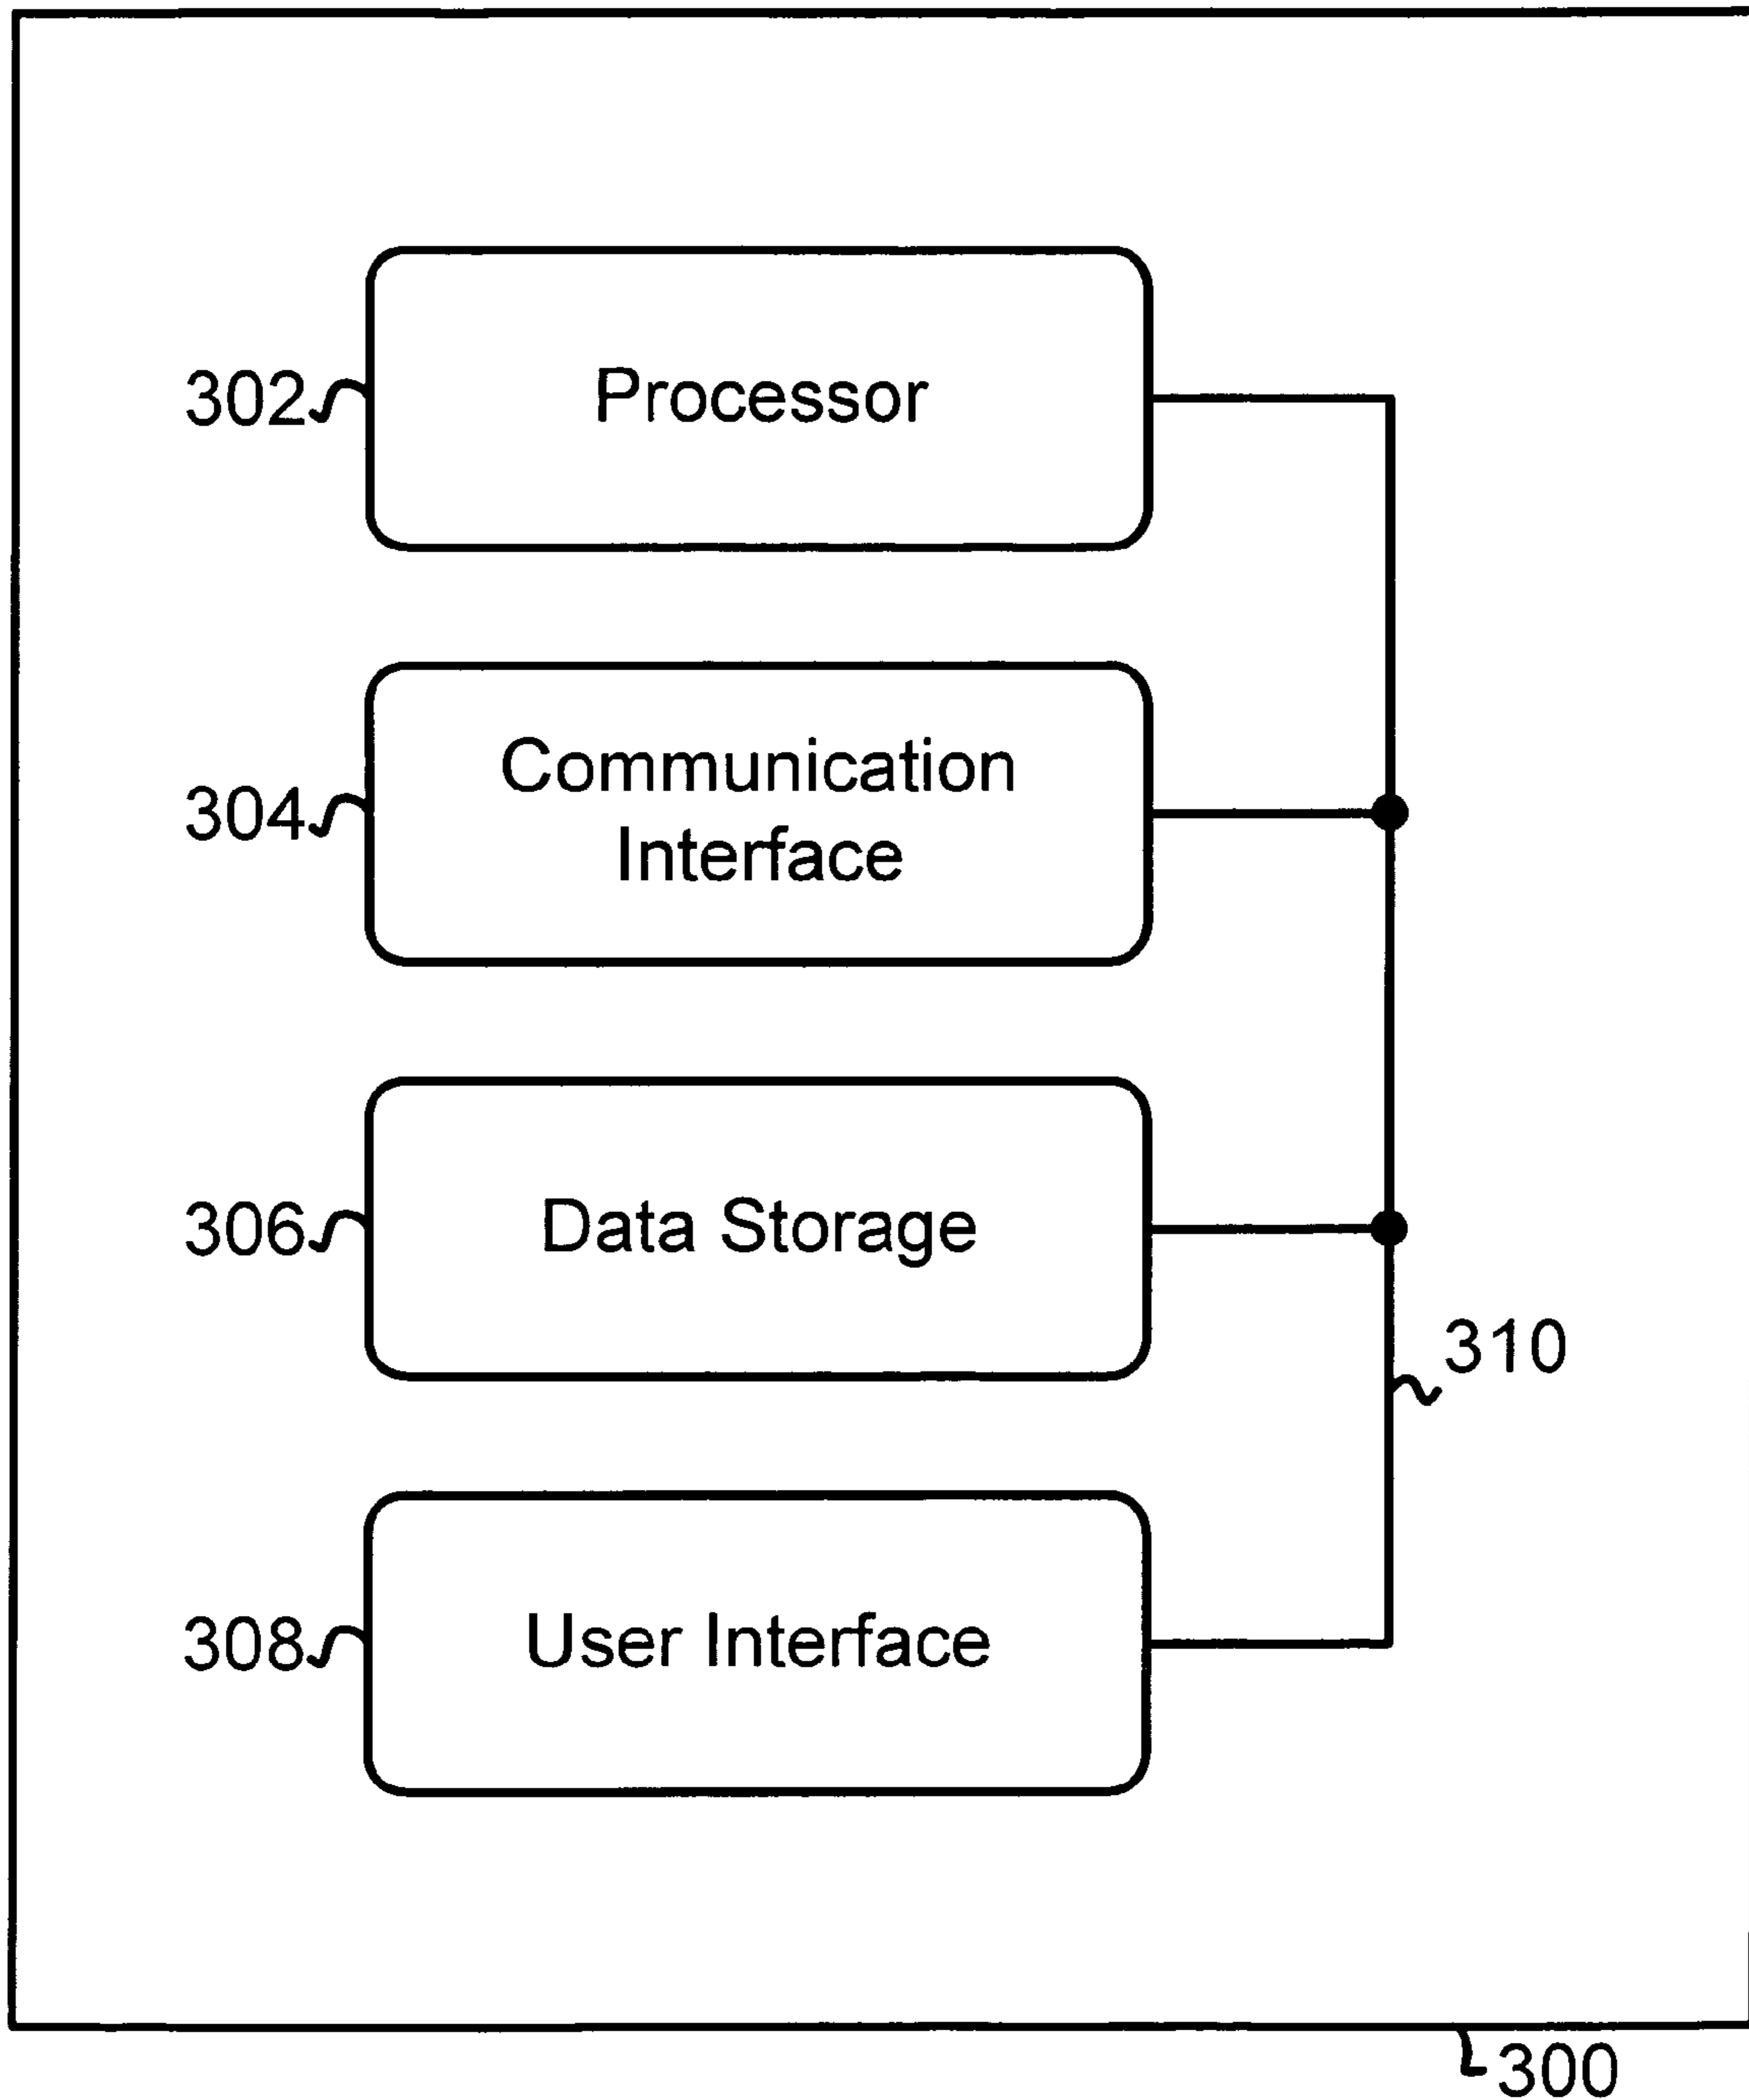 302
Processor
304
Communication
Interface
306
Data Storage
310
308
User Interface
300